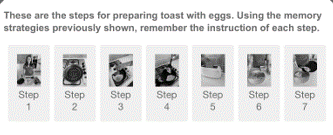 These are the steps for preparing toast with eggs. Using the memory
strategies previously shown, remember the instruction of each step.
Step Step Step Step Step Step Step
1 2 3 4 5 6 7